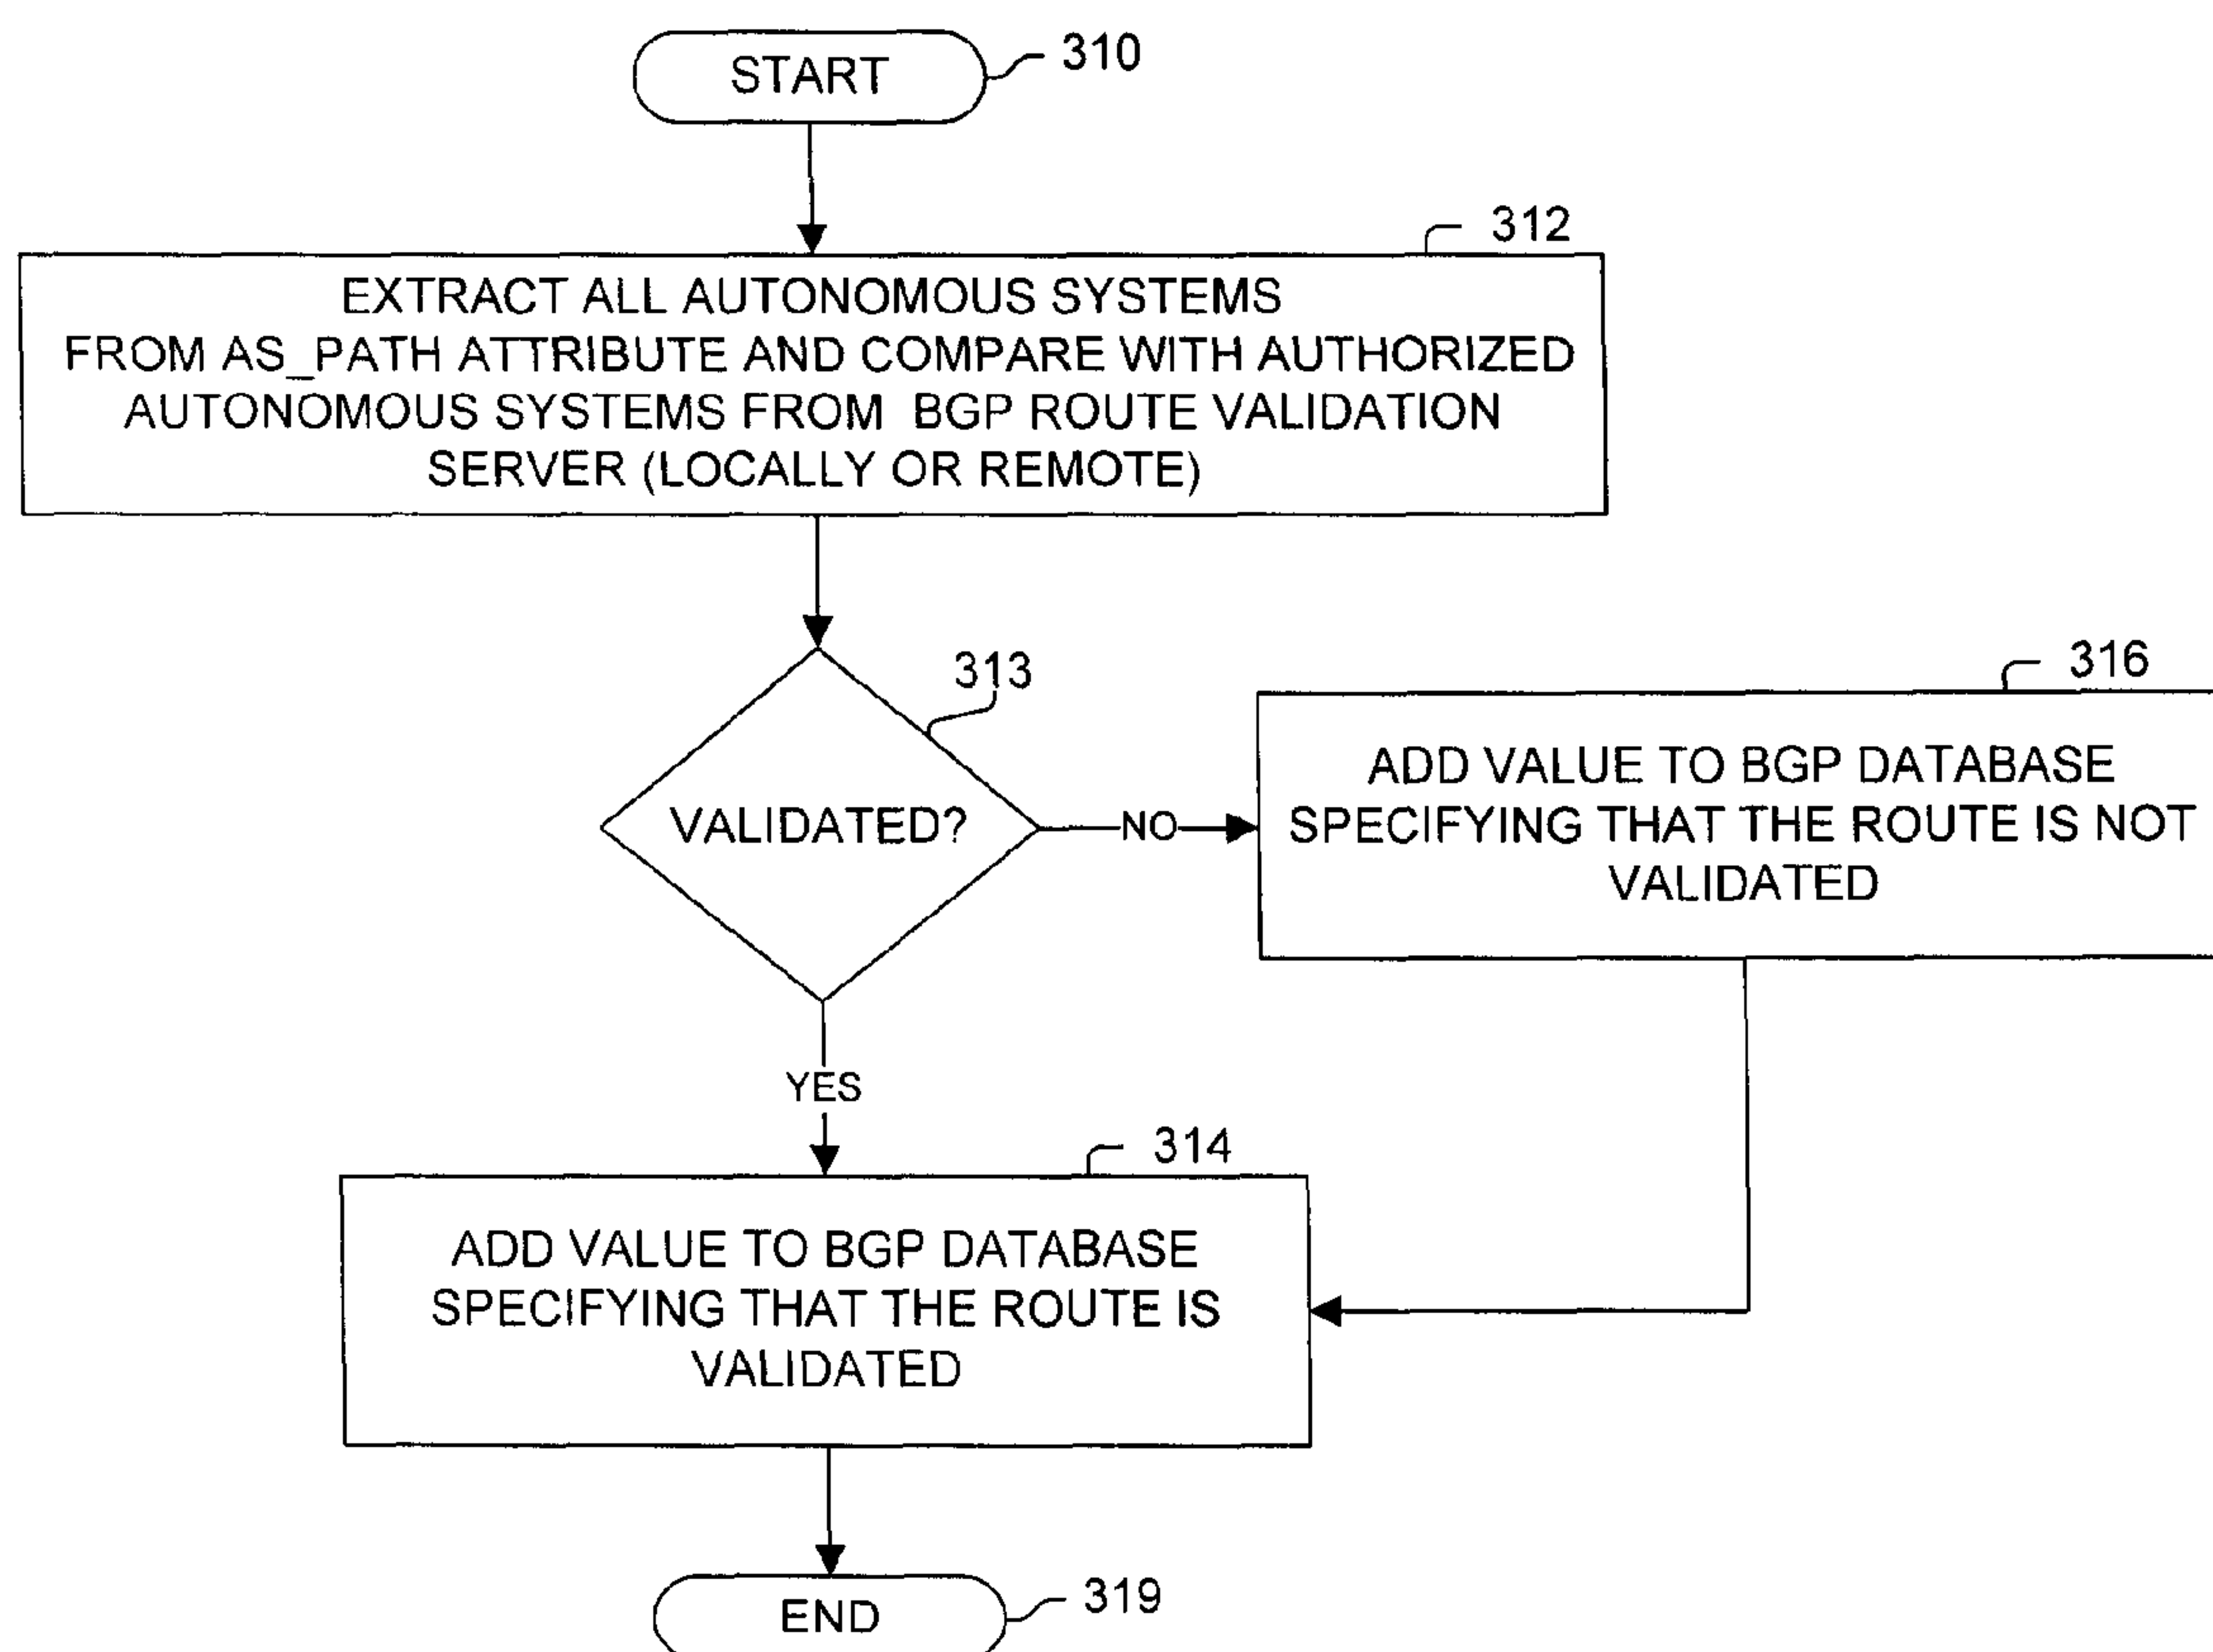 START
310
312
EXTRACT ALL AUTONOMOUS SYSTEMS
FROM AS_PATH ATTRIBUTE AND COMPARE WITH AUTHORIZED
AUTONOMOUS SYSTEMS FROM BGP ROUTE VALIDATION
SERVER (LOCALLY OR REMOTE)
313
VALIDATED?
NO
316
ADD VALUE TO BGP DATABASE
SPECIFYING THAT THE ROUTE IS NOT
VALIDATED
YES
314
ADD VALUE TO BGP DATABASE
SPECIFYING THAT THE ROUTE IS
VALIDATED
END
319